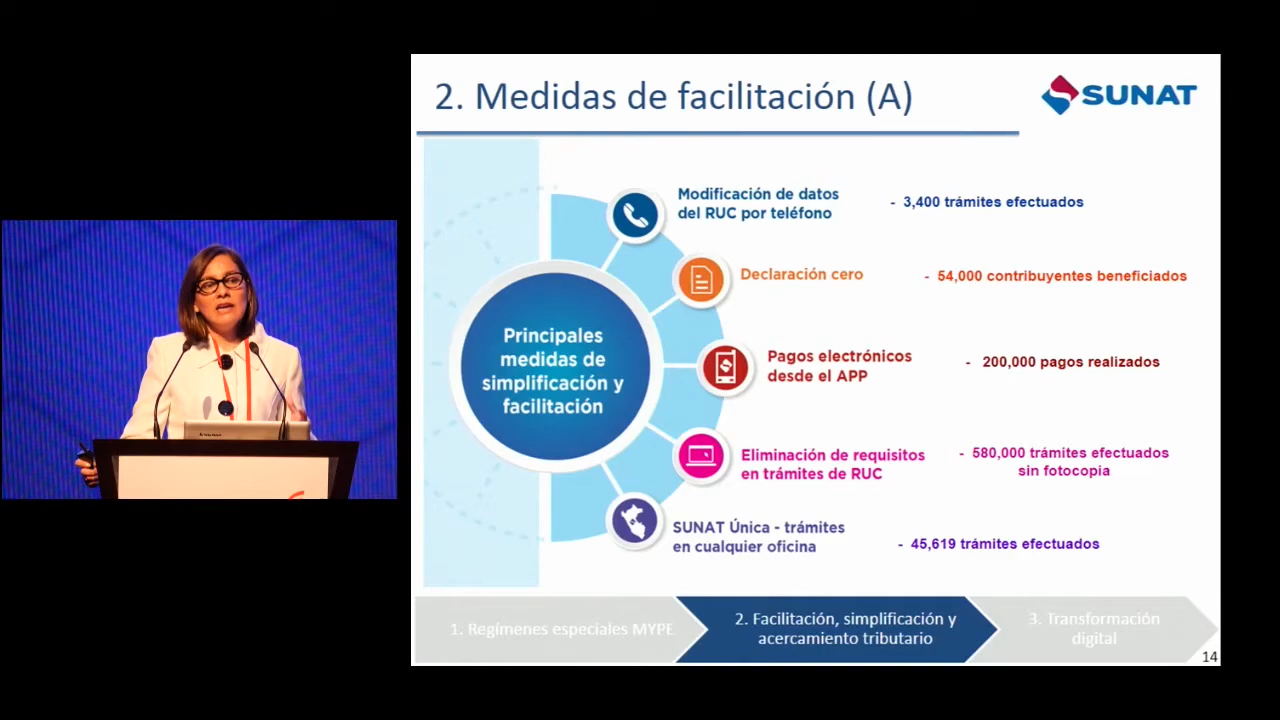 2. Medidas de facilitación (A)
SUNAT
Modificación de datos
del RUC por teléfono
- 3,400 trámites efectuados
Declaración cero
- 54,000 contribuyentes beneficiados
Principales
medidas de
simplificación y
facilitación
Pagos electrónicos
desde el APP
- 200,000 pagos realizados
Eliminación de requisitos
en trámites de RUC
- 580,000 trámites efectuados
sin fotocopia
SUNAT Única - trámites
en cualquier oficina
- 45,619 trámites efectuados
1. Regímenes especiales MYPE
2. Facilitación, simplificación y
acercamiento tributario
3. Transformación
digital
14